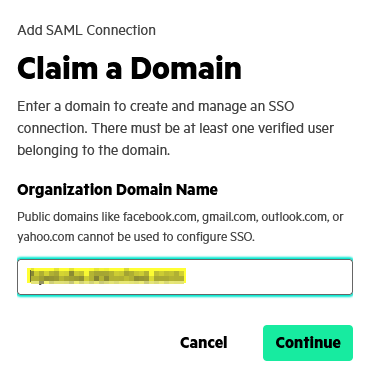 Add SAML Connection
Claim a Domain
Enter a domain to create and manage an SSO
connection. There must be at least one verified user
belonging to the domain.
Organization Domain Name
Public domains like facebook.com, gmail.com, outlook.com, or
yahoo.com cannot be used to configure SSO.
Cancel Continue